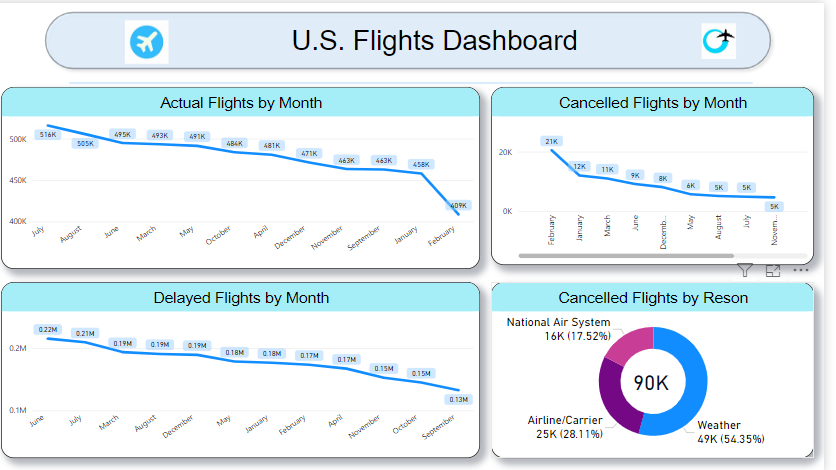 U.S. Flights Dashboard
Actual Flights by Month
500K
450K
400K
516K
505K
495K
493K
491K
484K
481K
471K
463K
463K
458K
409K
July
August
June
March
May
October
April
December
November
September
January
February
Cancelled Flights by Month
20K
0K
21K
12K
11K
9K
8K
6K
5K
5K
5K
February
January
March
June
Decemb...
May
August
July
Novem...
Delayed Flights by Month
0.2M
0.1M
0.22M
0.21M
0.19M
0.19M
0.19M
0.18M
0.18M
0.17M
0.17M
0.15M
0.15M
0.13M
June
July
March
August
December
May
January
February
April
November
October
September
Cancelled Flights by Reson
National Air System
16K (17.52%)
90K
Airline/Carrier
25K (28.11%)
Weather
49K (54.35%)